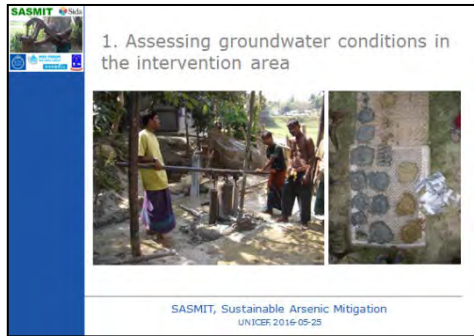 SASMIT
Sida
1. Assessing groundwater conditions in
the intervention area
SASMIT, Sustainable Arsenic Mitigation
UNICEF, 2016-05-25